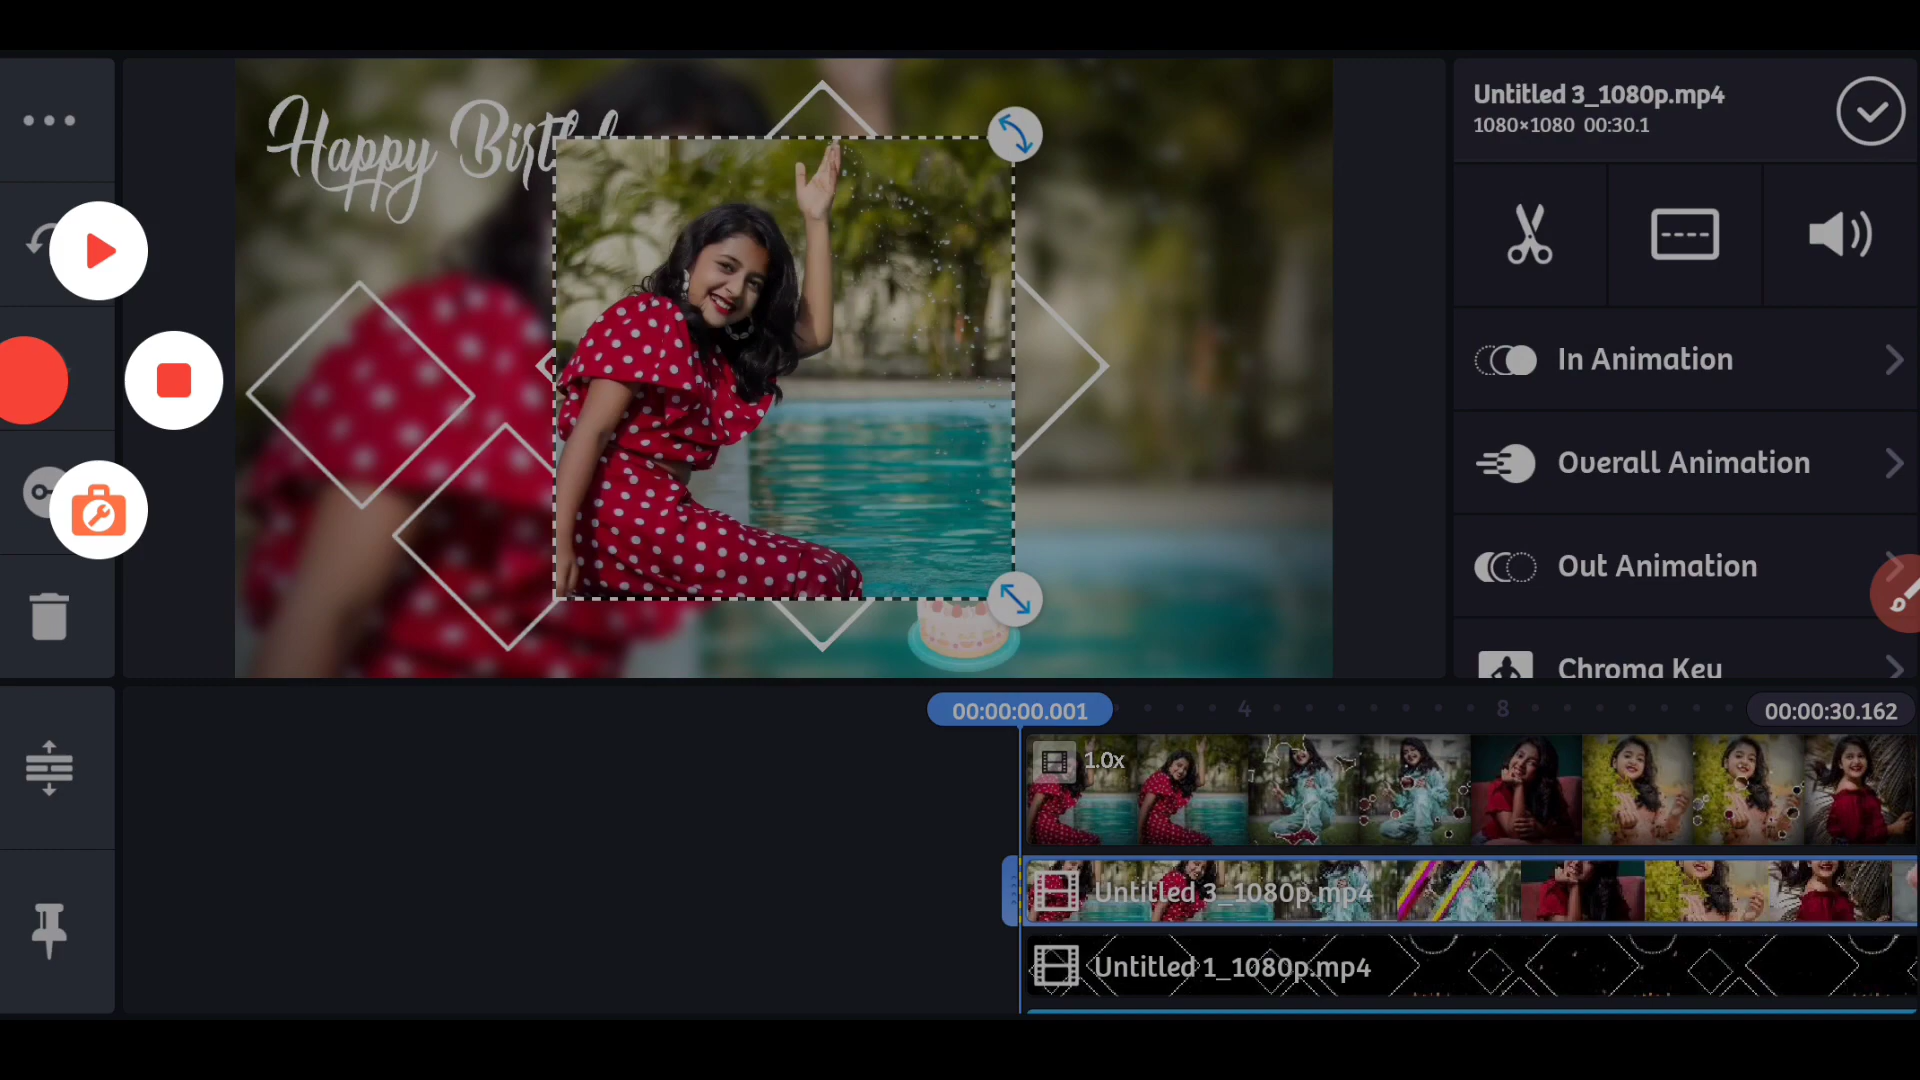 Happy Birth
Untitled 3_1080p.mp4
1080×1080 00:30.1
In Animation
Overall Animation
Out Animation
Chroma Key
00:00:00.001
4
8
00:00:30.162
1.0x
Untitled 3_1080p.mp4
Untitled 1_1080p.mp4